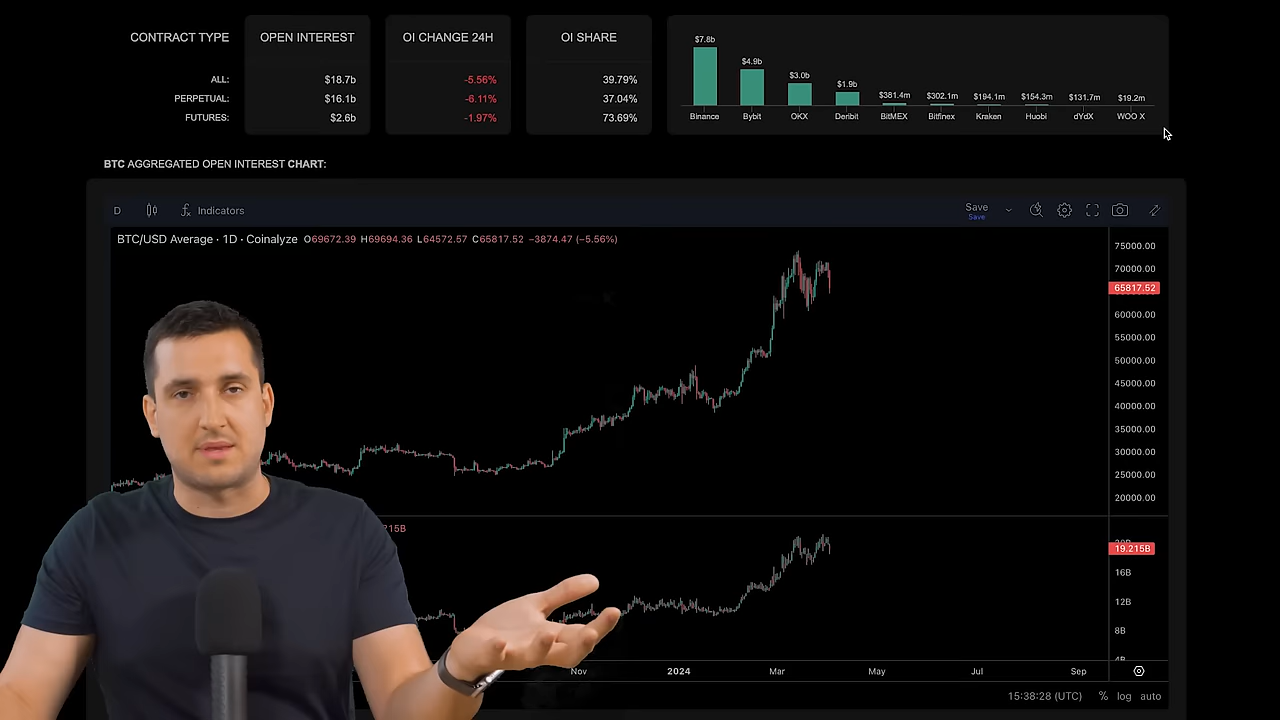 CONTRACT TYPE OPEN INTEREST OI CHANGE 24H OI SHARE
ALL: $18.7b -5.56% 39.79%
PERPETUAL: $16.1b -6.11% 37.04%
FUTURES: $2.6b -1.97% 73.69%
$7.8b $4.9b $3.0b $1.9b $381.4m $302.1m $194.1m $154.3m $131.7m $19.2m
Binance Bybit OKX Deribit BitMEX Bitfinex Kraken Huobi dYdX WOO X
BTC AGGREGATED OPEN INTEREST CHART:
D Indicators Save
Save
BTC/USD Average · 1D · Coinalyze O69672.39 H69694.36 L64572.57 C65817.52 −3874.47 (−5.56%)
75000.00
70000.00
65817.52
60000.00
55000.00
50000.00
45000.00
40000.00
35000.00
30000.00
25000.00
20000.00
215B
19.215B
16B
12B
8B
4B
Nov 2024 Mar May Jul Sep
15:38:28 (UTC) % log auto